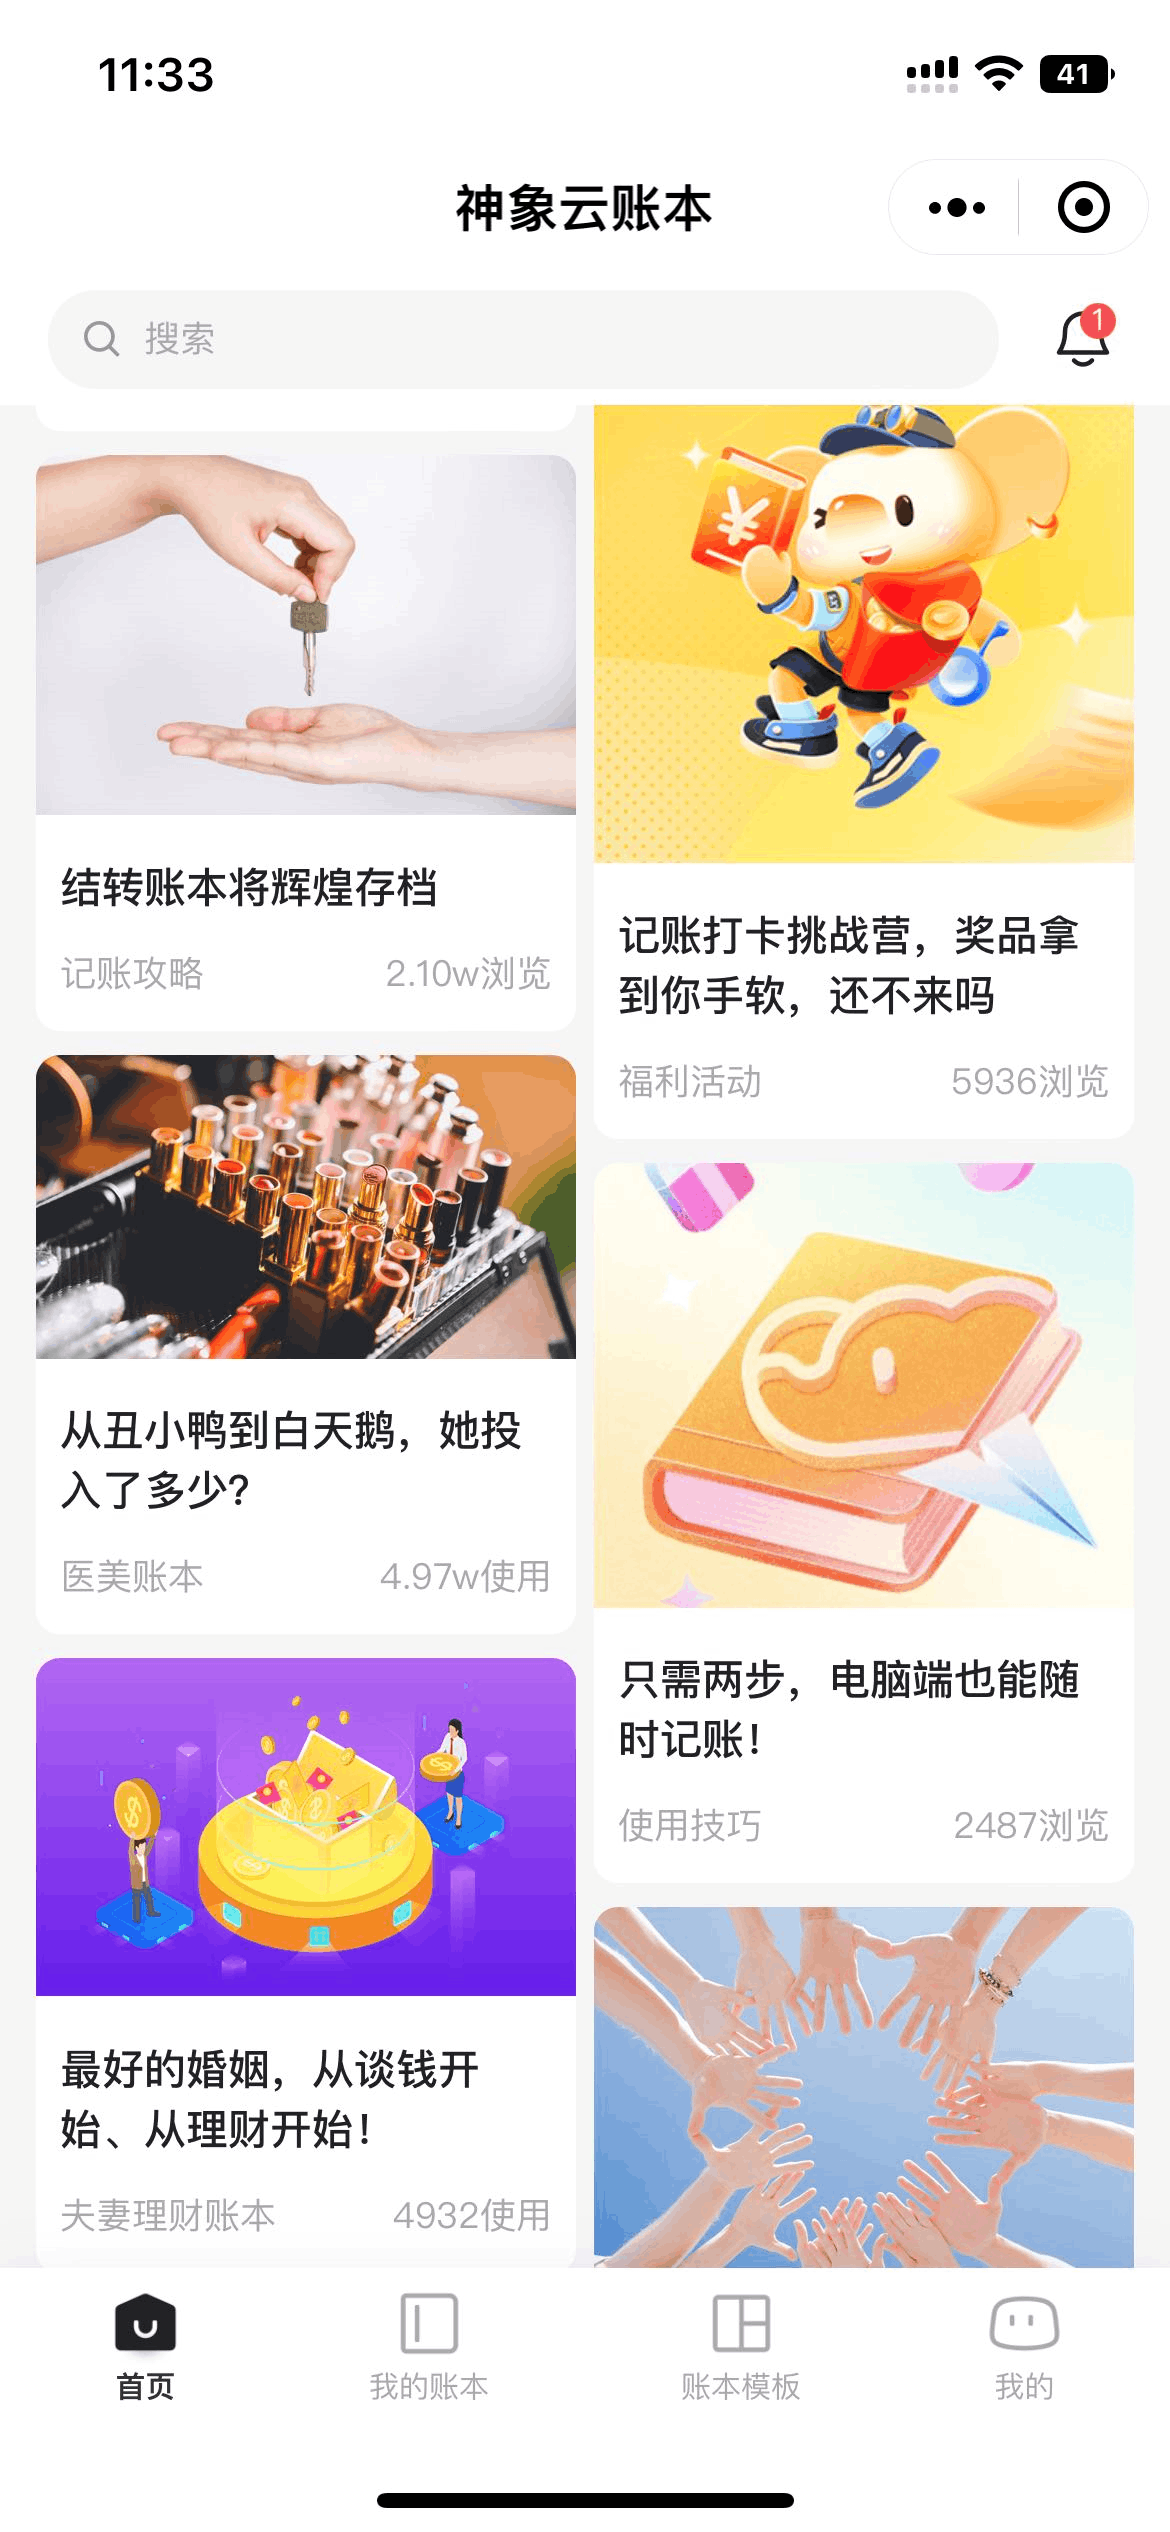 11:33
41
神象云账本
搜索
1
结转账本将辉煌存档
记账攻略
2.10w浏览
从丑小鸭到白天鹅，她投
入了多少?
医美账本
4.97w使用
最好的婚姻，从谈钱开
始、从理财开始！
夫妻理财账本
4932使用
¥
记账打卡挑战营，奖品拿
到你手软，还不来吗
福利活动
5936浏览
只需两步，电脑端也能随
时记账！
使用技巧
2487浏览
首页
我的账本
账本模板
我的